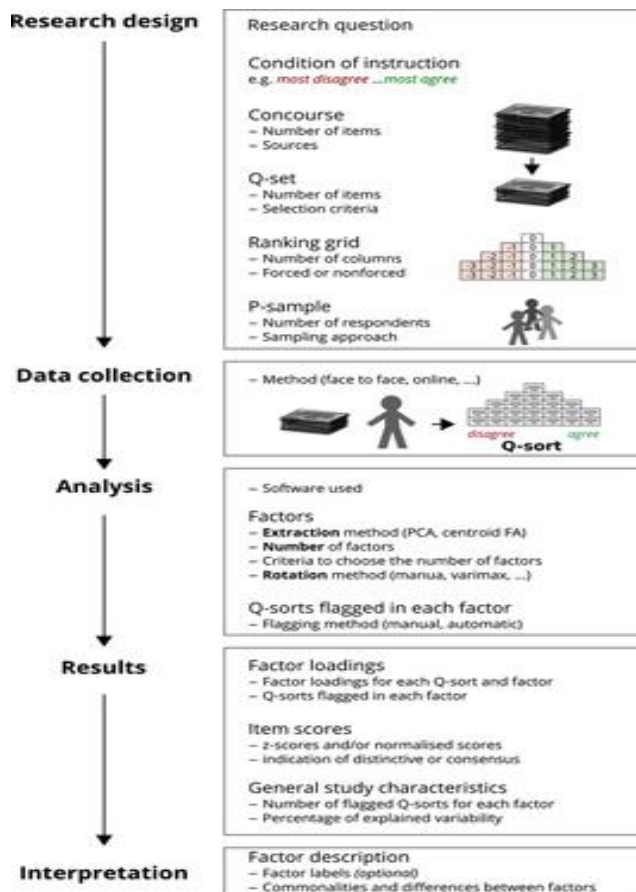 Research design
Research question
Condition of instruction
e.g. most disagree ...most agree
Concourse
– Number of items
– Sources
Q-set
– Number of items
– Selection criteria
Ranking grid
– Number of columns
– Forced or nonforced
P-sample
– Number of respondents
– Sampling approach
Data collection
– Method (face to face, online, ...)
disagree agree
Q-sort
Analysis
– Software used
Factors
– Extraction method (PCA, centroid FA)
– Number of factors
– Criteria to choose the number of factors
– Rotation method (manua, varimax, ...)
Q-sorts flagged in each factor
– Flagging method (manual, automatic)
Results
Factor loadings
– Factor loadings for each Q-sort and factor
– Q-sorts flagged in each factor
Item scores
– z-scores and/or normalised scores
– indication of distinctive or consensus
General study characteristics
– Number of flagged Q-sorts for each factor
– Percentage of explained variability
Interpretation
Factor description
– Factor labels (optional)
– Commonalities and differences between factors